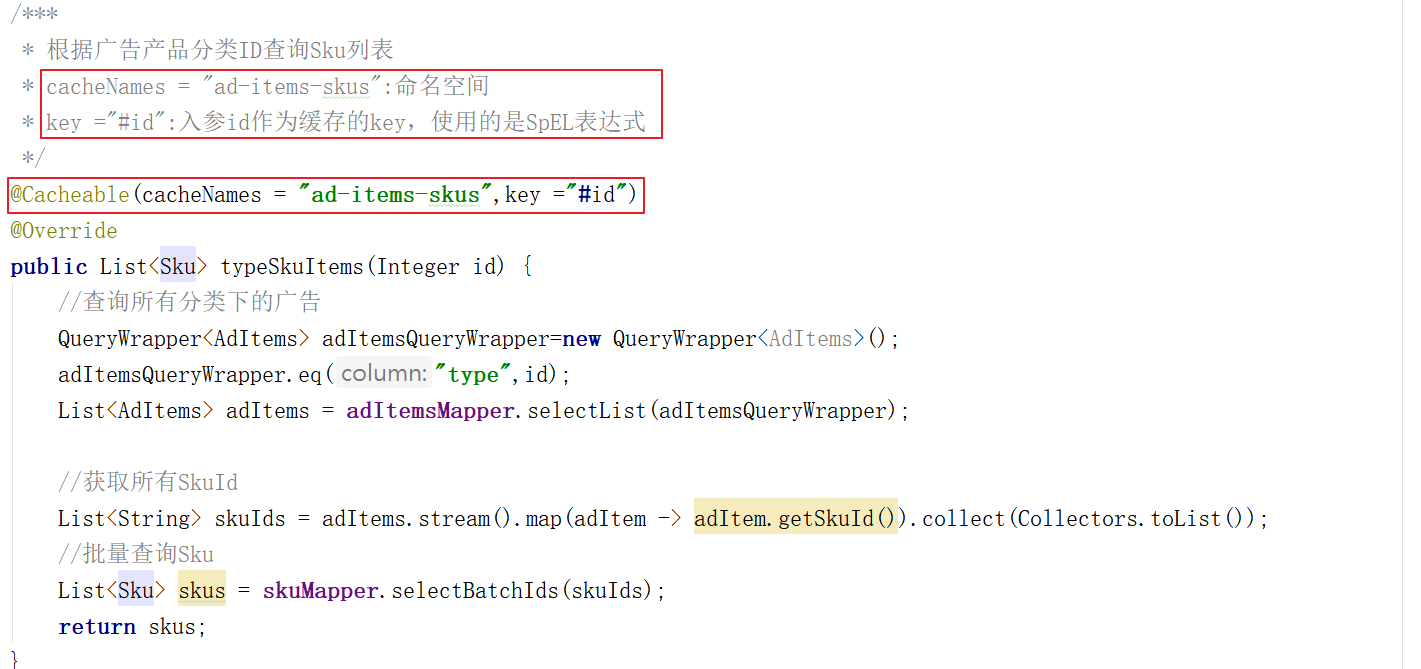 /***
* 根据广告产品分类ID查询Sku列表
* cacheNames = "ad-items-skus":命名空间
* key ="#id":入参id作为缓存的key，使用的是SpEL表达式
*/
@Cacheable(cacheNames = "ad-items-skus",key ="#id")
@Override
public List<Sku> typeSkuItems(Integer id) {
//查询所有分类下的广告
QueryWrapper<AdItems> adItemsQueryWrapper=new QueryWrapper<AdItems>();
adItemsQueryWrapper.eq( column: "type",id);
List<AdItems> adItems = adItemsMapper.selectList(adItemsQueryWrapper);
//获取所有SkuId
List<String> skuIds = adItems.stream().map(adItem -> adItem.getSkuId()).collect(Collectors.toList());
//批量查询Sku
List<Sku> skus = skuMapper.selectBatchIds(skuIds);
return skus;
}